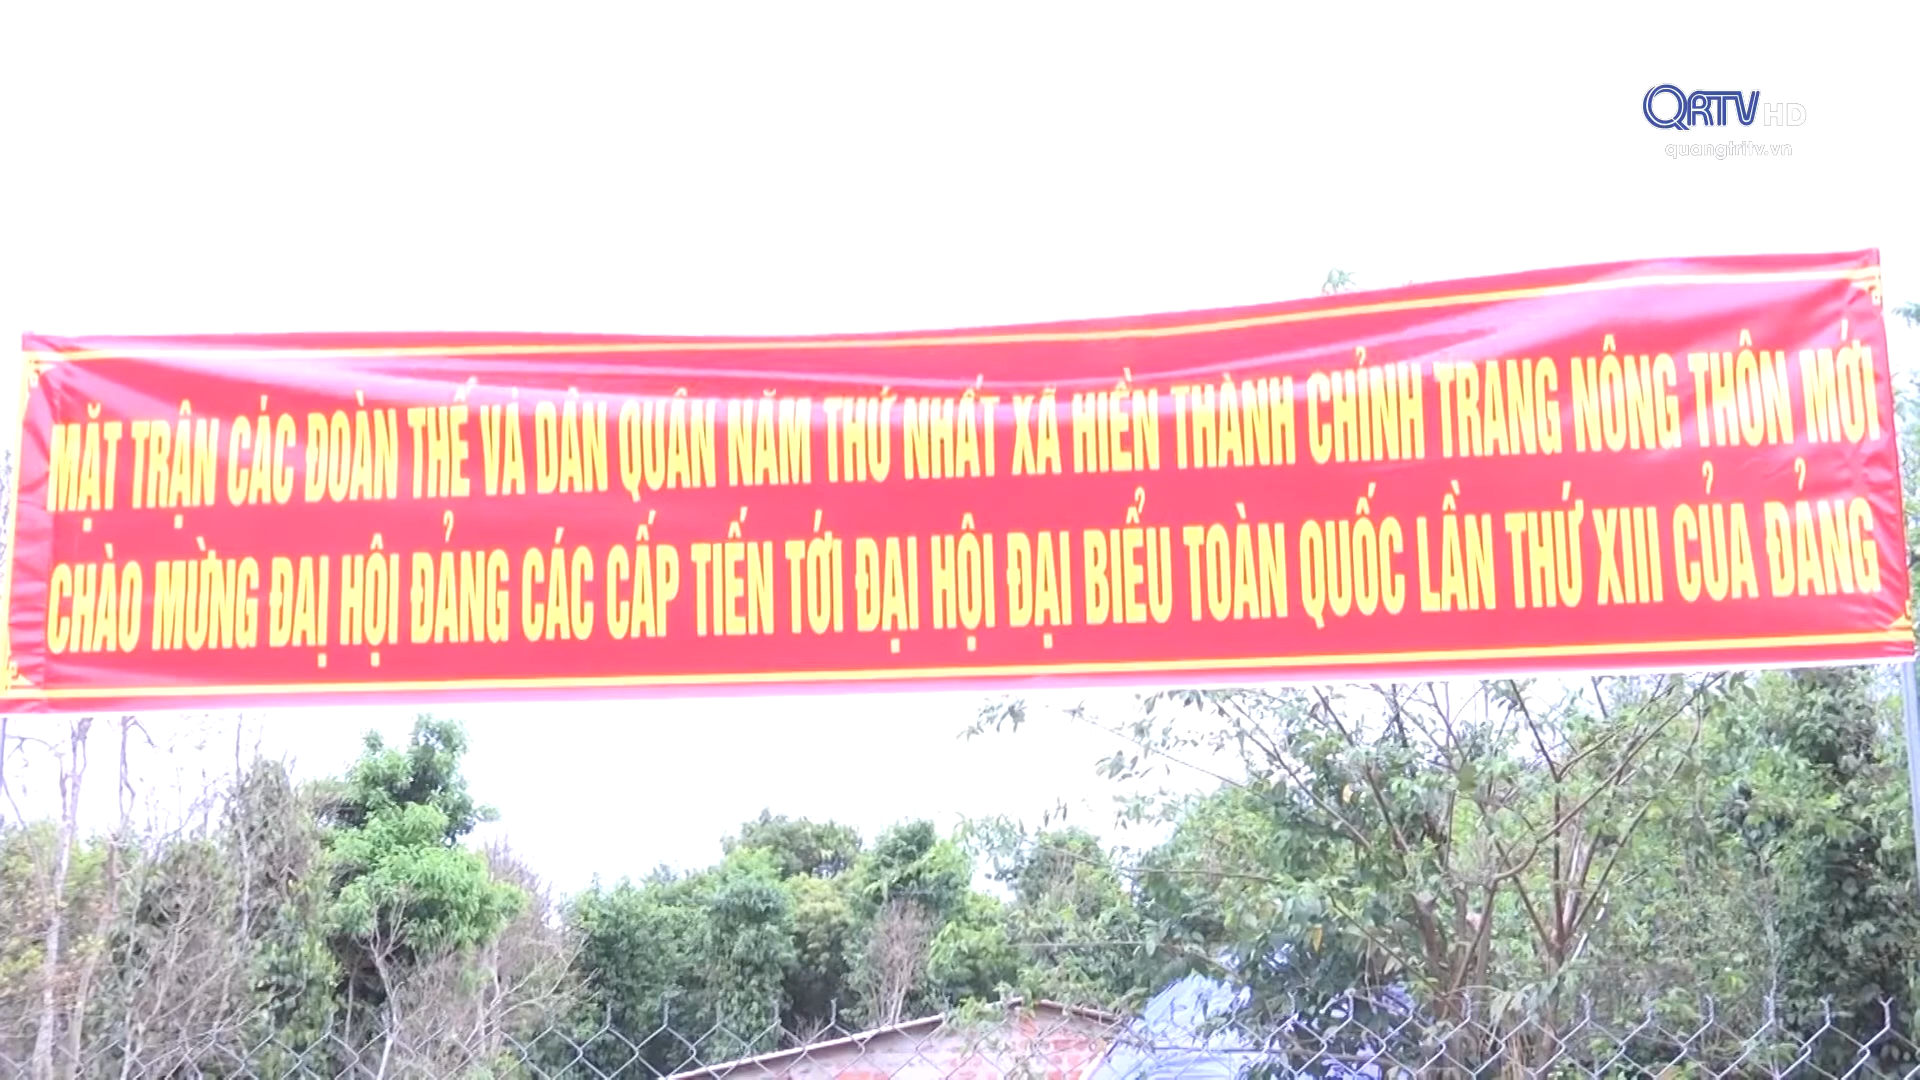 QRTV HD
quangtritv.vn
MẶT TRẬN CÁC ĐOÀN THỂ VÀ DÂN QUÂN NĂM THỨ NHẤT XÃ HIỀN THÀNH CHỈNH TRANG NÔNG THÔN MỚI
CHÀO MỪNG ĐẠI HỘI ĐẢNG CÁC CẤP TIẾN TỚI ĐẠI HỘI ĐẠI BIỂU TOÀN QUỐC LẦN THỨ XIII CỦA ĐẢNG